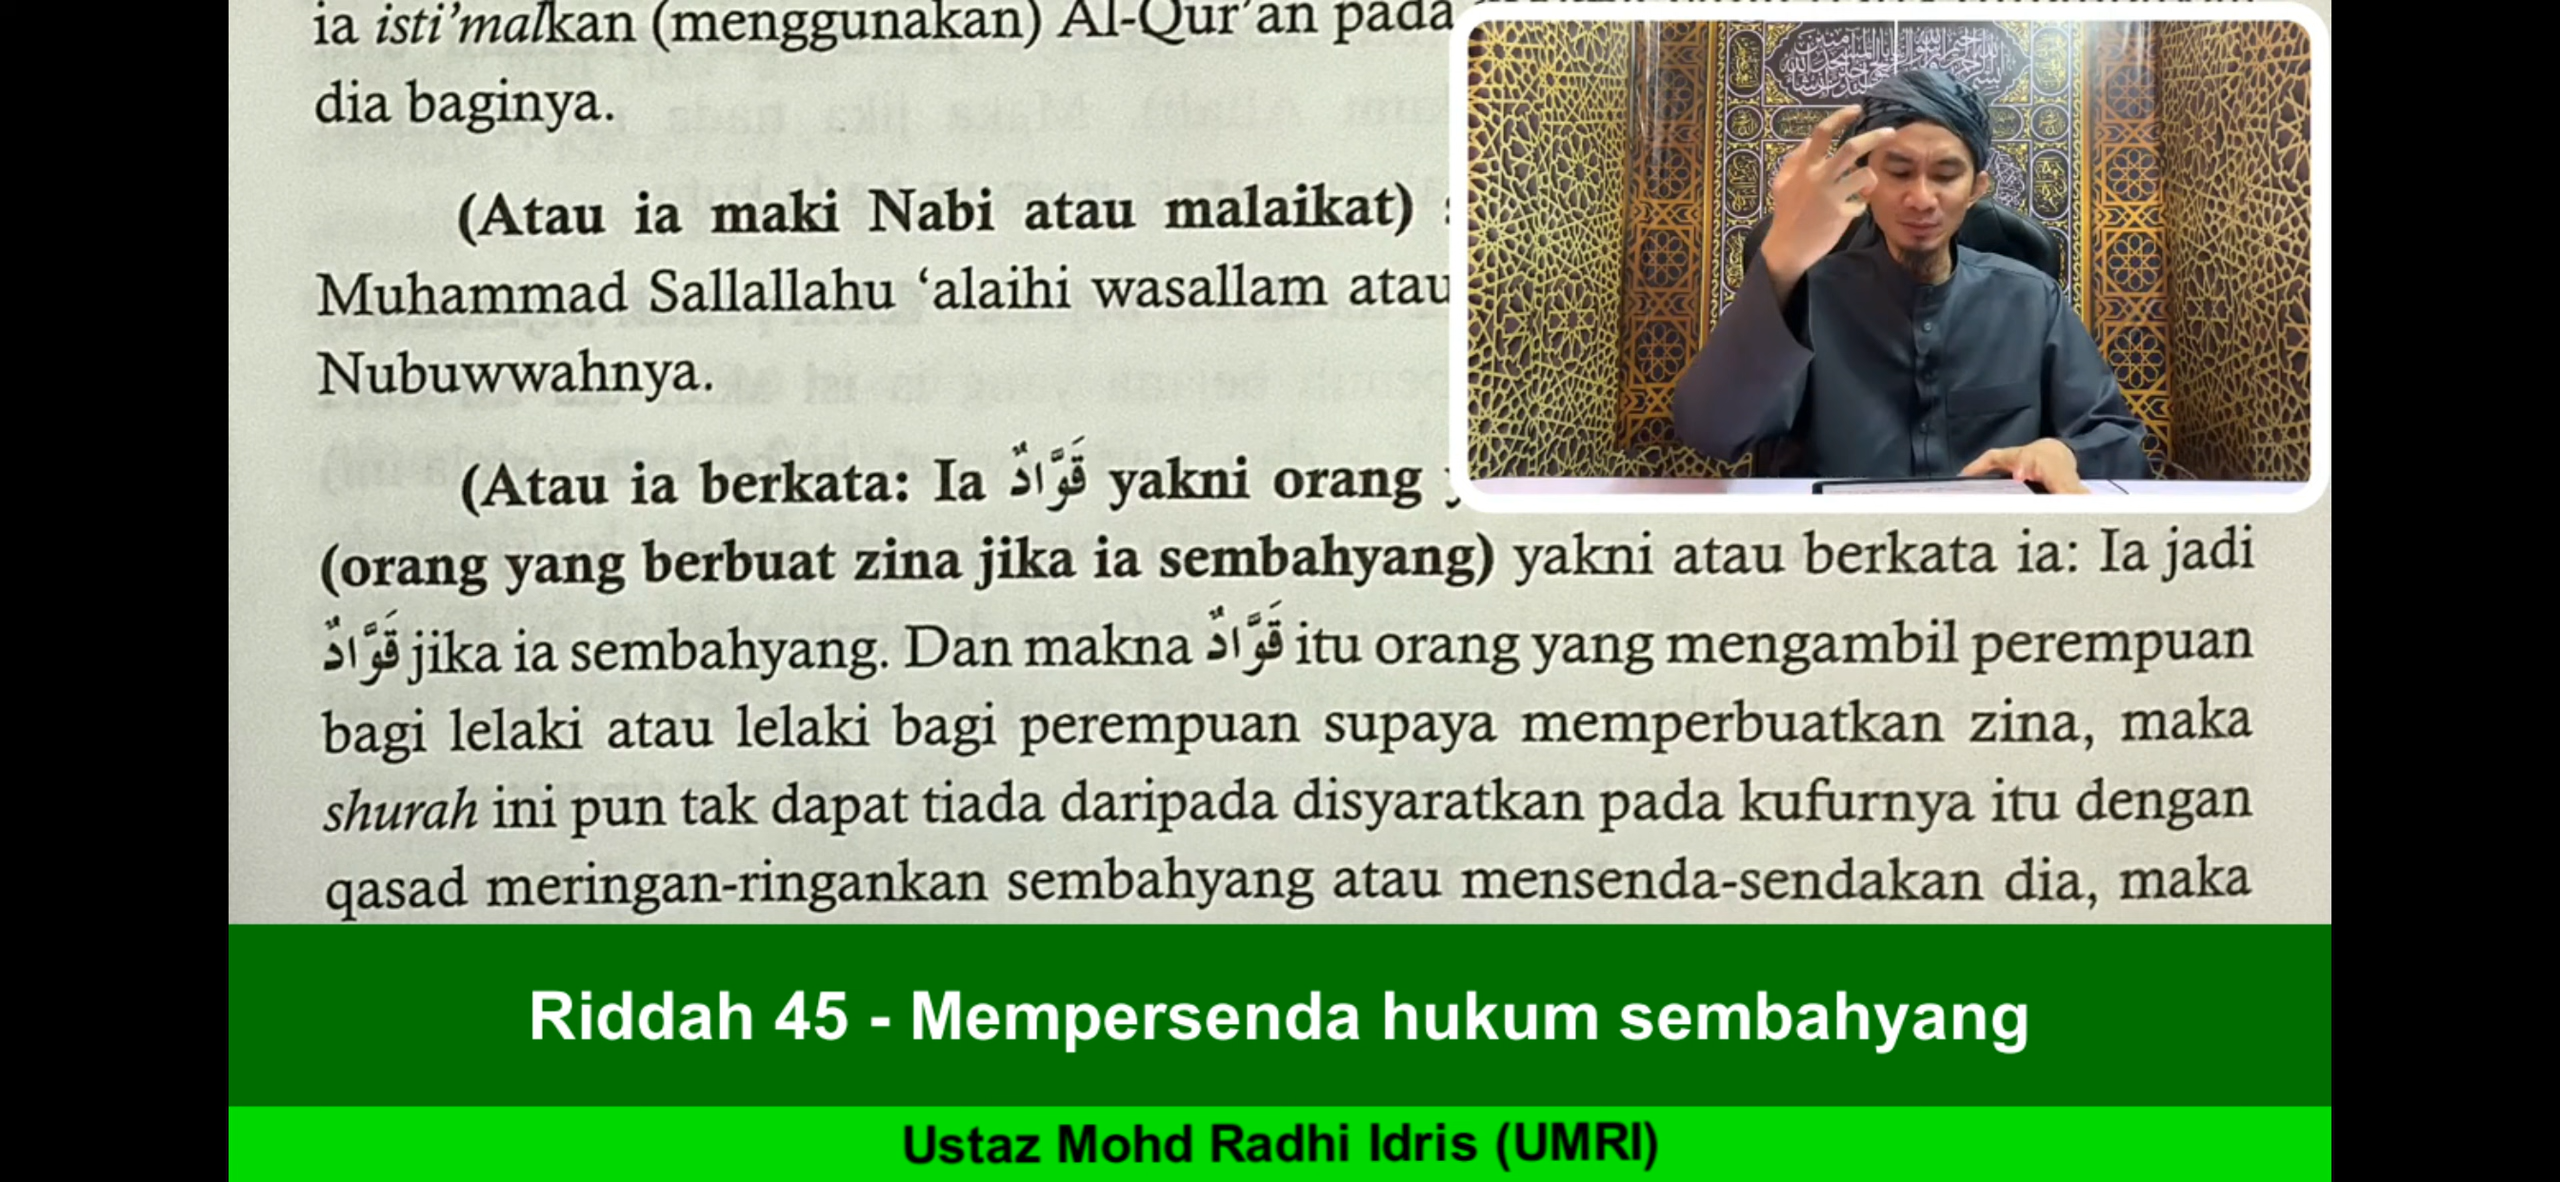 ia isti’malkan (menggunakan) Al-Qur’an pada
dia baginya.
(Atau ia maki Nabi atau malaikat)
Muhammad Sallallahu ‘alaihi wasallam atau
Nubuwwahnya.
(Atau ia berkata: Ia قَوَّادٌ yakni orang
(orang yang berbuat zina jika ia sembahyang) yakni atau berkata ia: Ia jadi
قَوَّادٌ jika ia sembahyang. Dan makna قَوَّادٌ itu orang yang mengambil perempuan
bagi lelaki atau lelaki bagi perempuan supaya memperbuatkan zina, maka
shurah ini pun tak dapat tiada daripada disyaratkan pada kufurnya itu dengan
qasad meringan-ringankan sembahyang atau mensenda-sendakan dia, maka
Riddah 45 - Mempersenda hukum sembahyang
Ustaz Mohd Radhi Idris (UMRI)